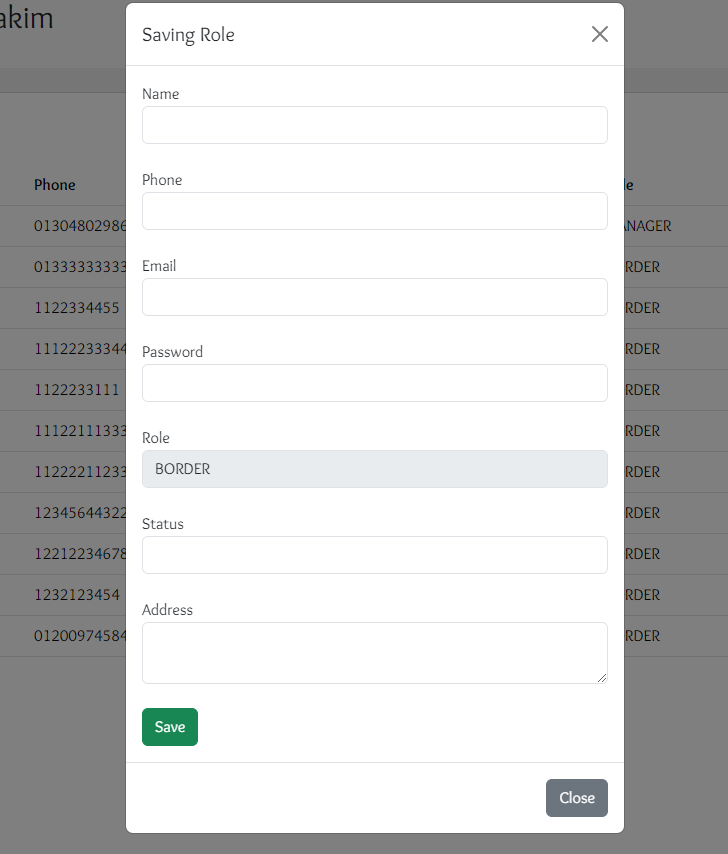 akim
Saving Role
Name
Phone
Email
Password
Role
BORDER
Status
Address
Save
Close
Phone
01304802986
01333333333
1122334455
11122233344
1122233111
11122111333
11222211233
12345644322
12212234678
1232123454
01200974584
le
ANAGER
RDER
RDER
RDER
RDER
RDER
RDER
RDER
RDER
RDER
RDER